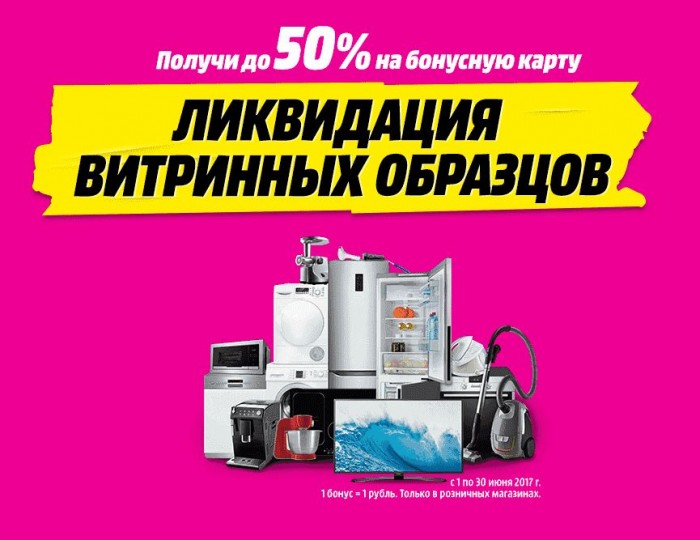 Получи до 50% на бонусную карту
ЛИКВИДАЦИЯ
ВИТРИННЫХ ОБРАЗЦОВ
с 1 по 30 июня 2017 г.
1 бонус = 1 рубль. Только в розничных магазинах.